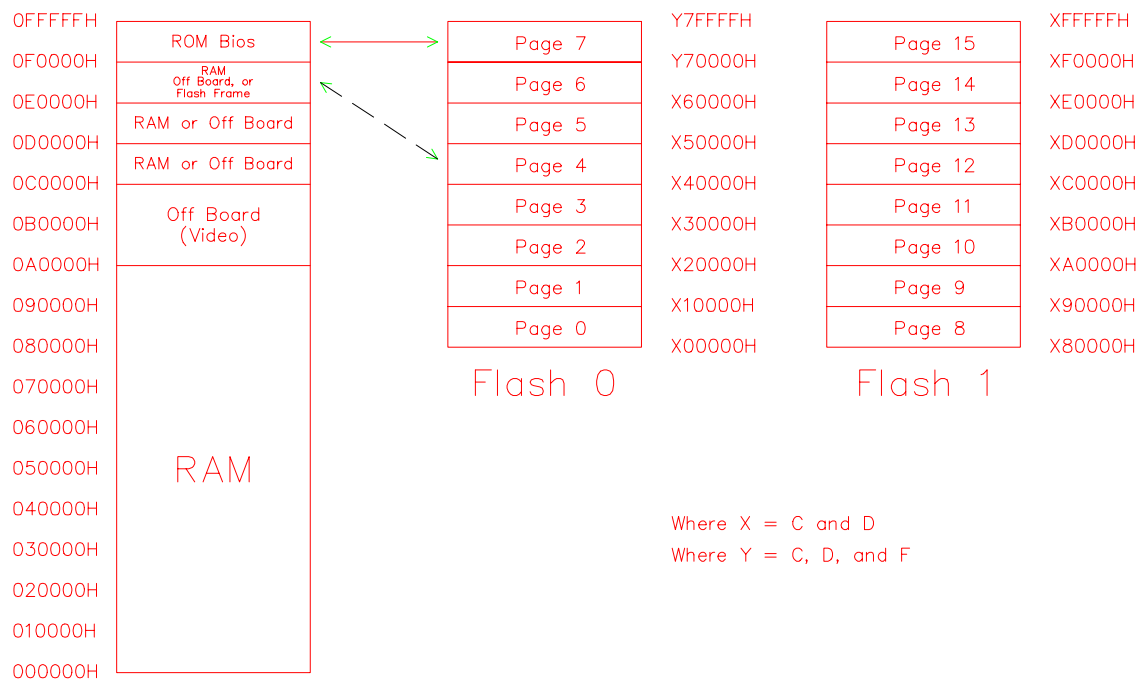 0FFFFFH
0F0000H
0E0000H
0D0000H
0C0000H
0B0000H
0A0000H
090000H
080000H
070000H
060000H
050000H
040000H
030000H
020000H
010000H
000000H
ROM Bios
RAM
Off Board, or
Flash Frame
RAM or Off Board
RAM or Off Board
Off Board
(Video)
RAM
Page 7
Page 6
Page 5
Page 4
Page 3
Page 2
Page 1
Page 0
Flash 0
Y7FFFFH
Y70000H
X60000H
X50000H
X40000H
X30000H
X20000H
X10000H
X00000H
Page 15
Page 14
Page 13
Page 12
Page 11
Page 10
Page 9
Page 8
Flash 1
XFFFFFH
XF0000H
XE0000H
XD0000H
XC0000H
XB0000H
XA0000H
X90000H
X80000H
Where X = C and D
Where Y = C, D, and F